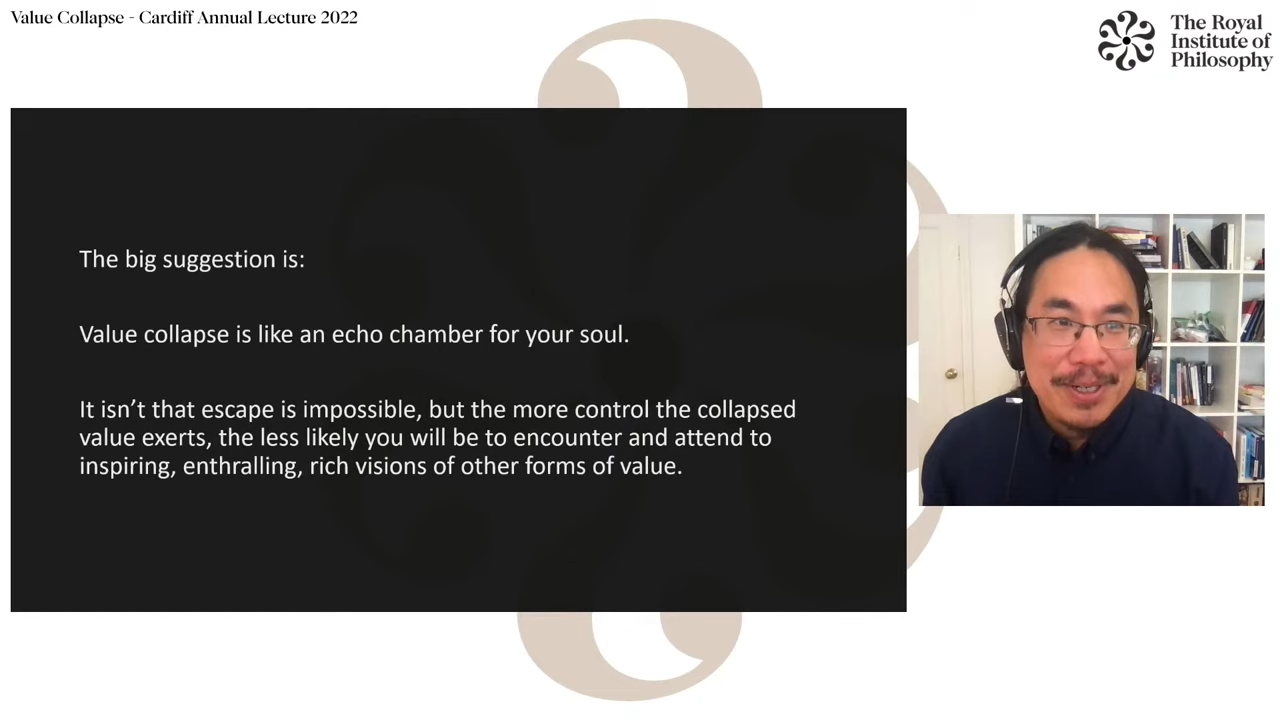 Value Collapse - Cardiff Annual Lecture 2022
The Royal
Institute of
Philosophy
The big suggestion is:
Value collapse is like an echo chamber for your soul.
It isn’t that escape is impossible, but the more control the collapsed
value exerts, the less likely you will be to encounter and attend to
inspiring, enthralling, rich visions of other forms of value.